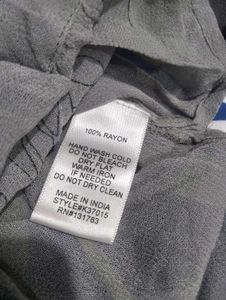 100% RAYON
HAND WASH COLD
DO NOT BLEACH
DRY FLAT
WARM IRON
IF NEEDED
DO NOT DRY CLEAN
MADE IN INDIA
STYLE#K37015
RN#131763